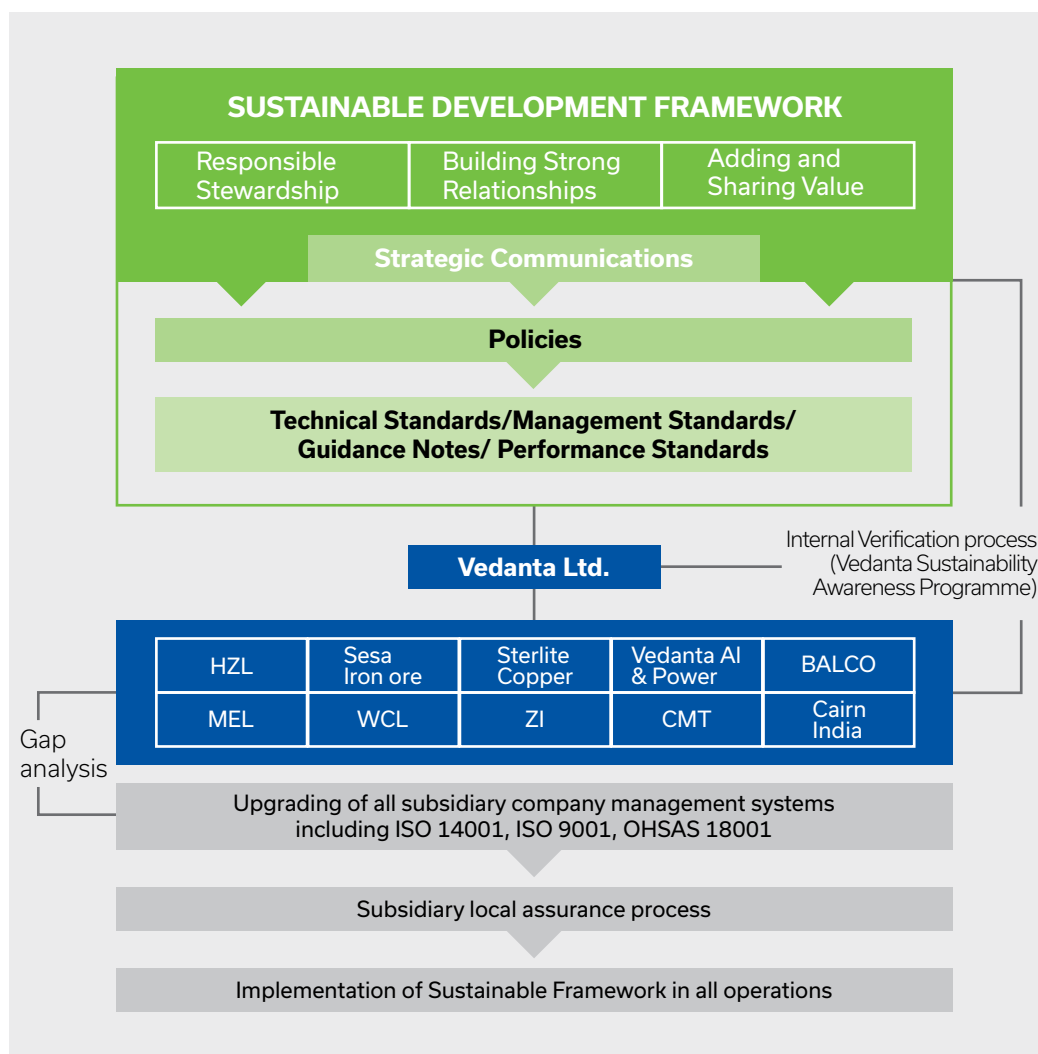 SUSTAINABLE DEVELOPMENT FRAMEWORK
Responsible
Stewardship
Building Strong
Relationships
Adding and
Sharing Value
Strategic Communications
Policies
Technical Standards/Management Standards/
Guidance Notes/ Performance Standards
Vedanta Ltd.
Internal Verification process
(Vedanta Sustainability
Awareness Programme)
HZL
Sesa
Iron ore
Sterlite
Copper
Vedanta Al
& Power
BALCO
MEL
WCL
ZI
CMT
Cairn
India
Gap
analysis
Upgrading of all subsidiary company management systems
including ISO 14001, ISO 9001, OHSAS 18001
Subsidiary local assurance process
Implementation of Sustainable Framework in all operations